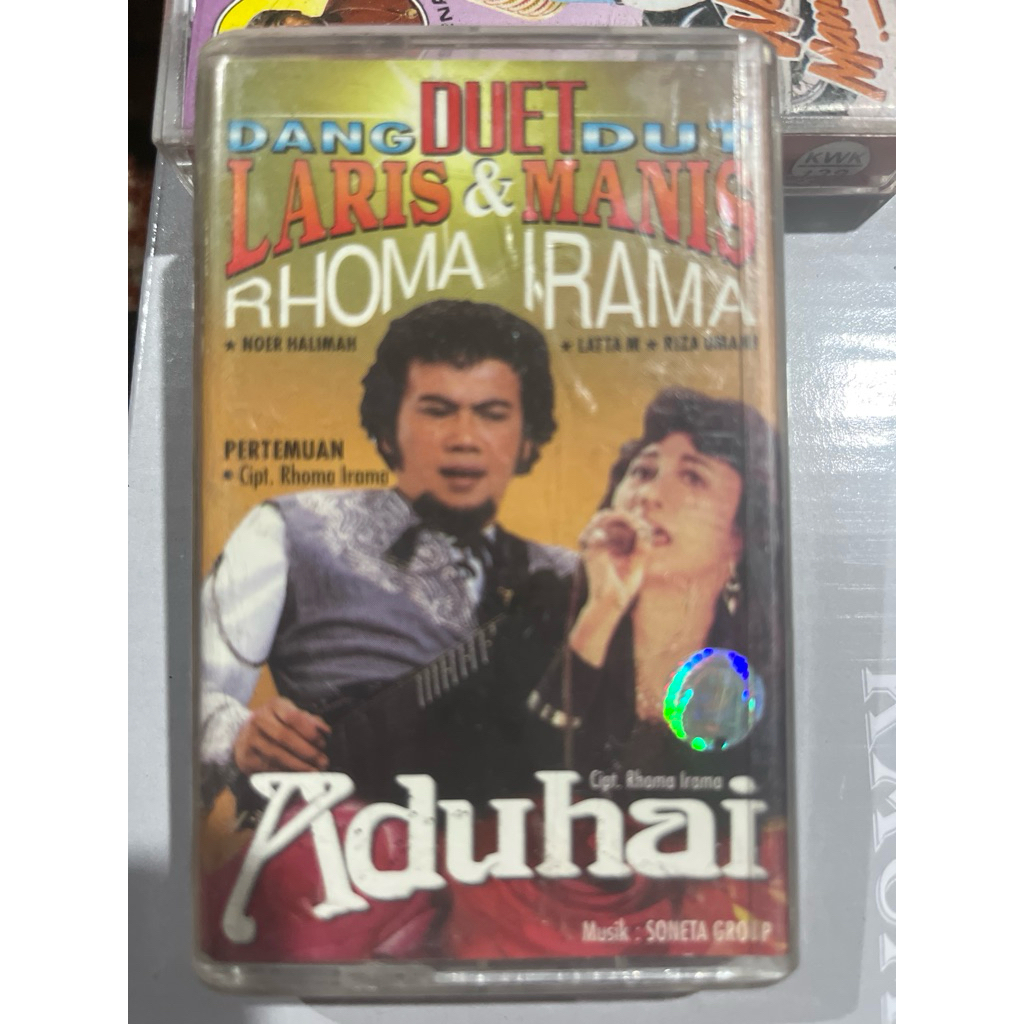 DUET
DANG DUT
LARIS & MANIS
RHOMA IRAMA
★ NOER HALIMAH ★ LATTA M ★ RIZA UMAMI
PERTEMUAN
• Cipt. Rhoma Irama
Cipt. Rhoma Irama
Aduhai
Musik : SONETA GROUP
KWK